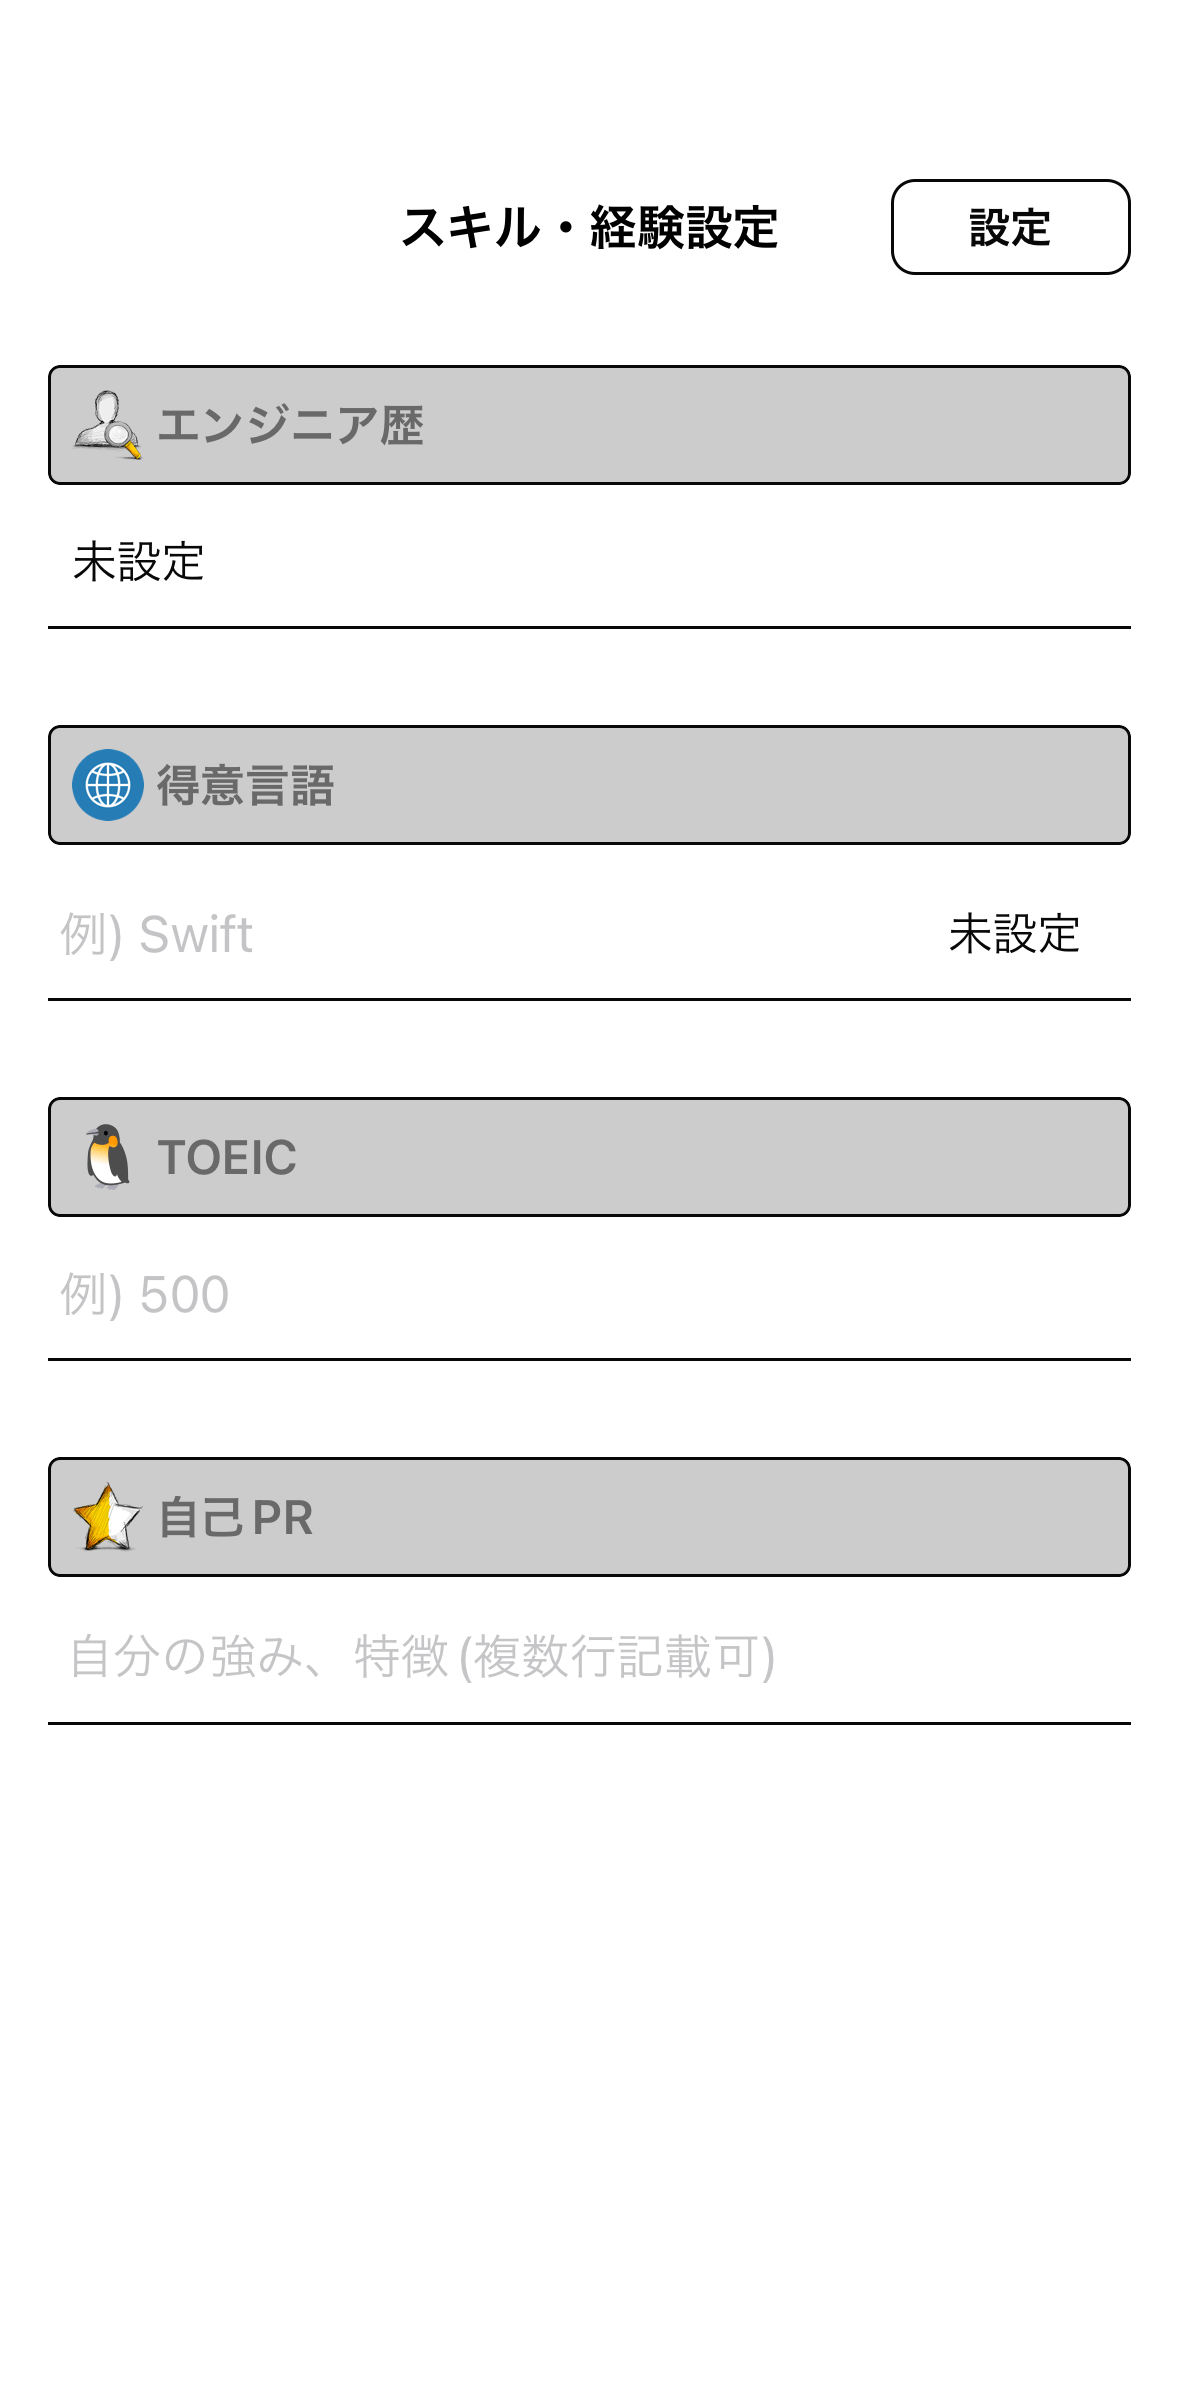 スキル・経験設定
設定
エンジニア歴
未設定
得意言語
例) Swift
未設定
TOEIC
例) 500
自己PR
自分の強み、特徴(複数行記載可)